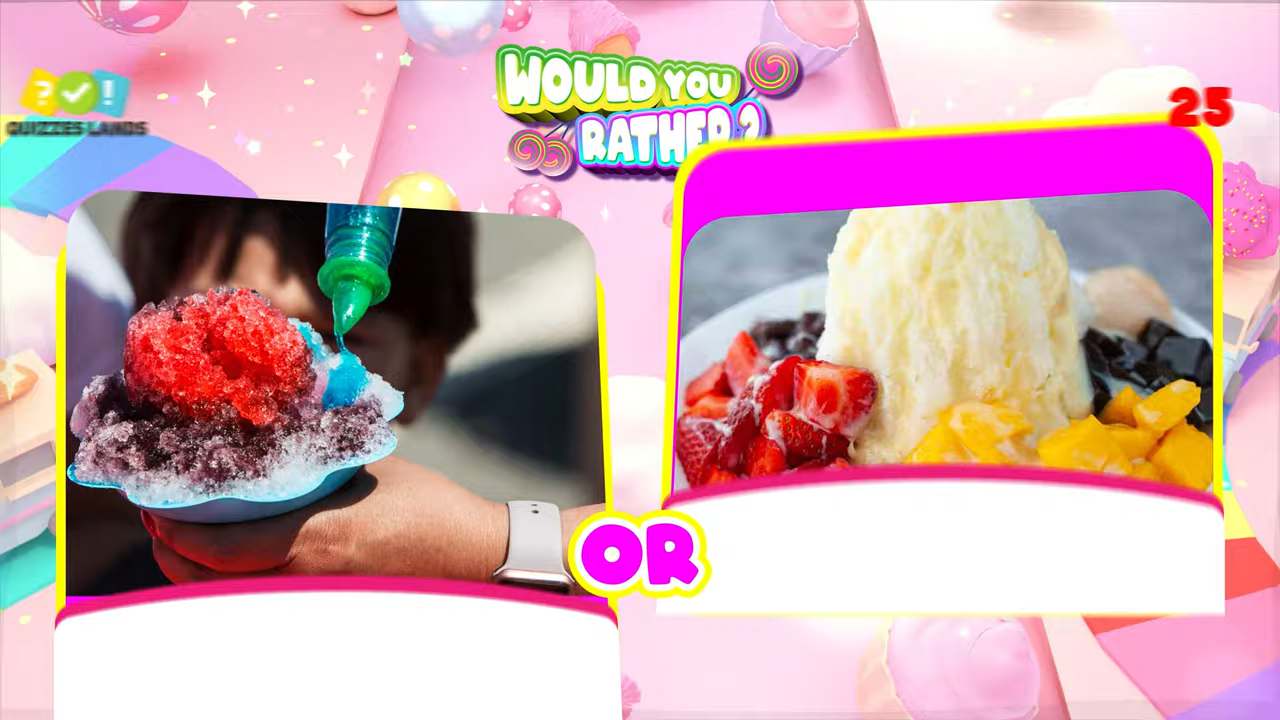 WOULD YOU
RATHER ?
25
? ✓ !
QUIZZES LANDS
OR